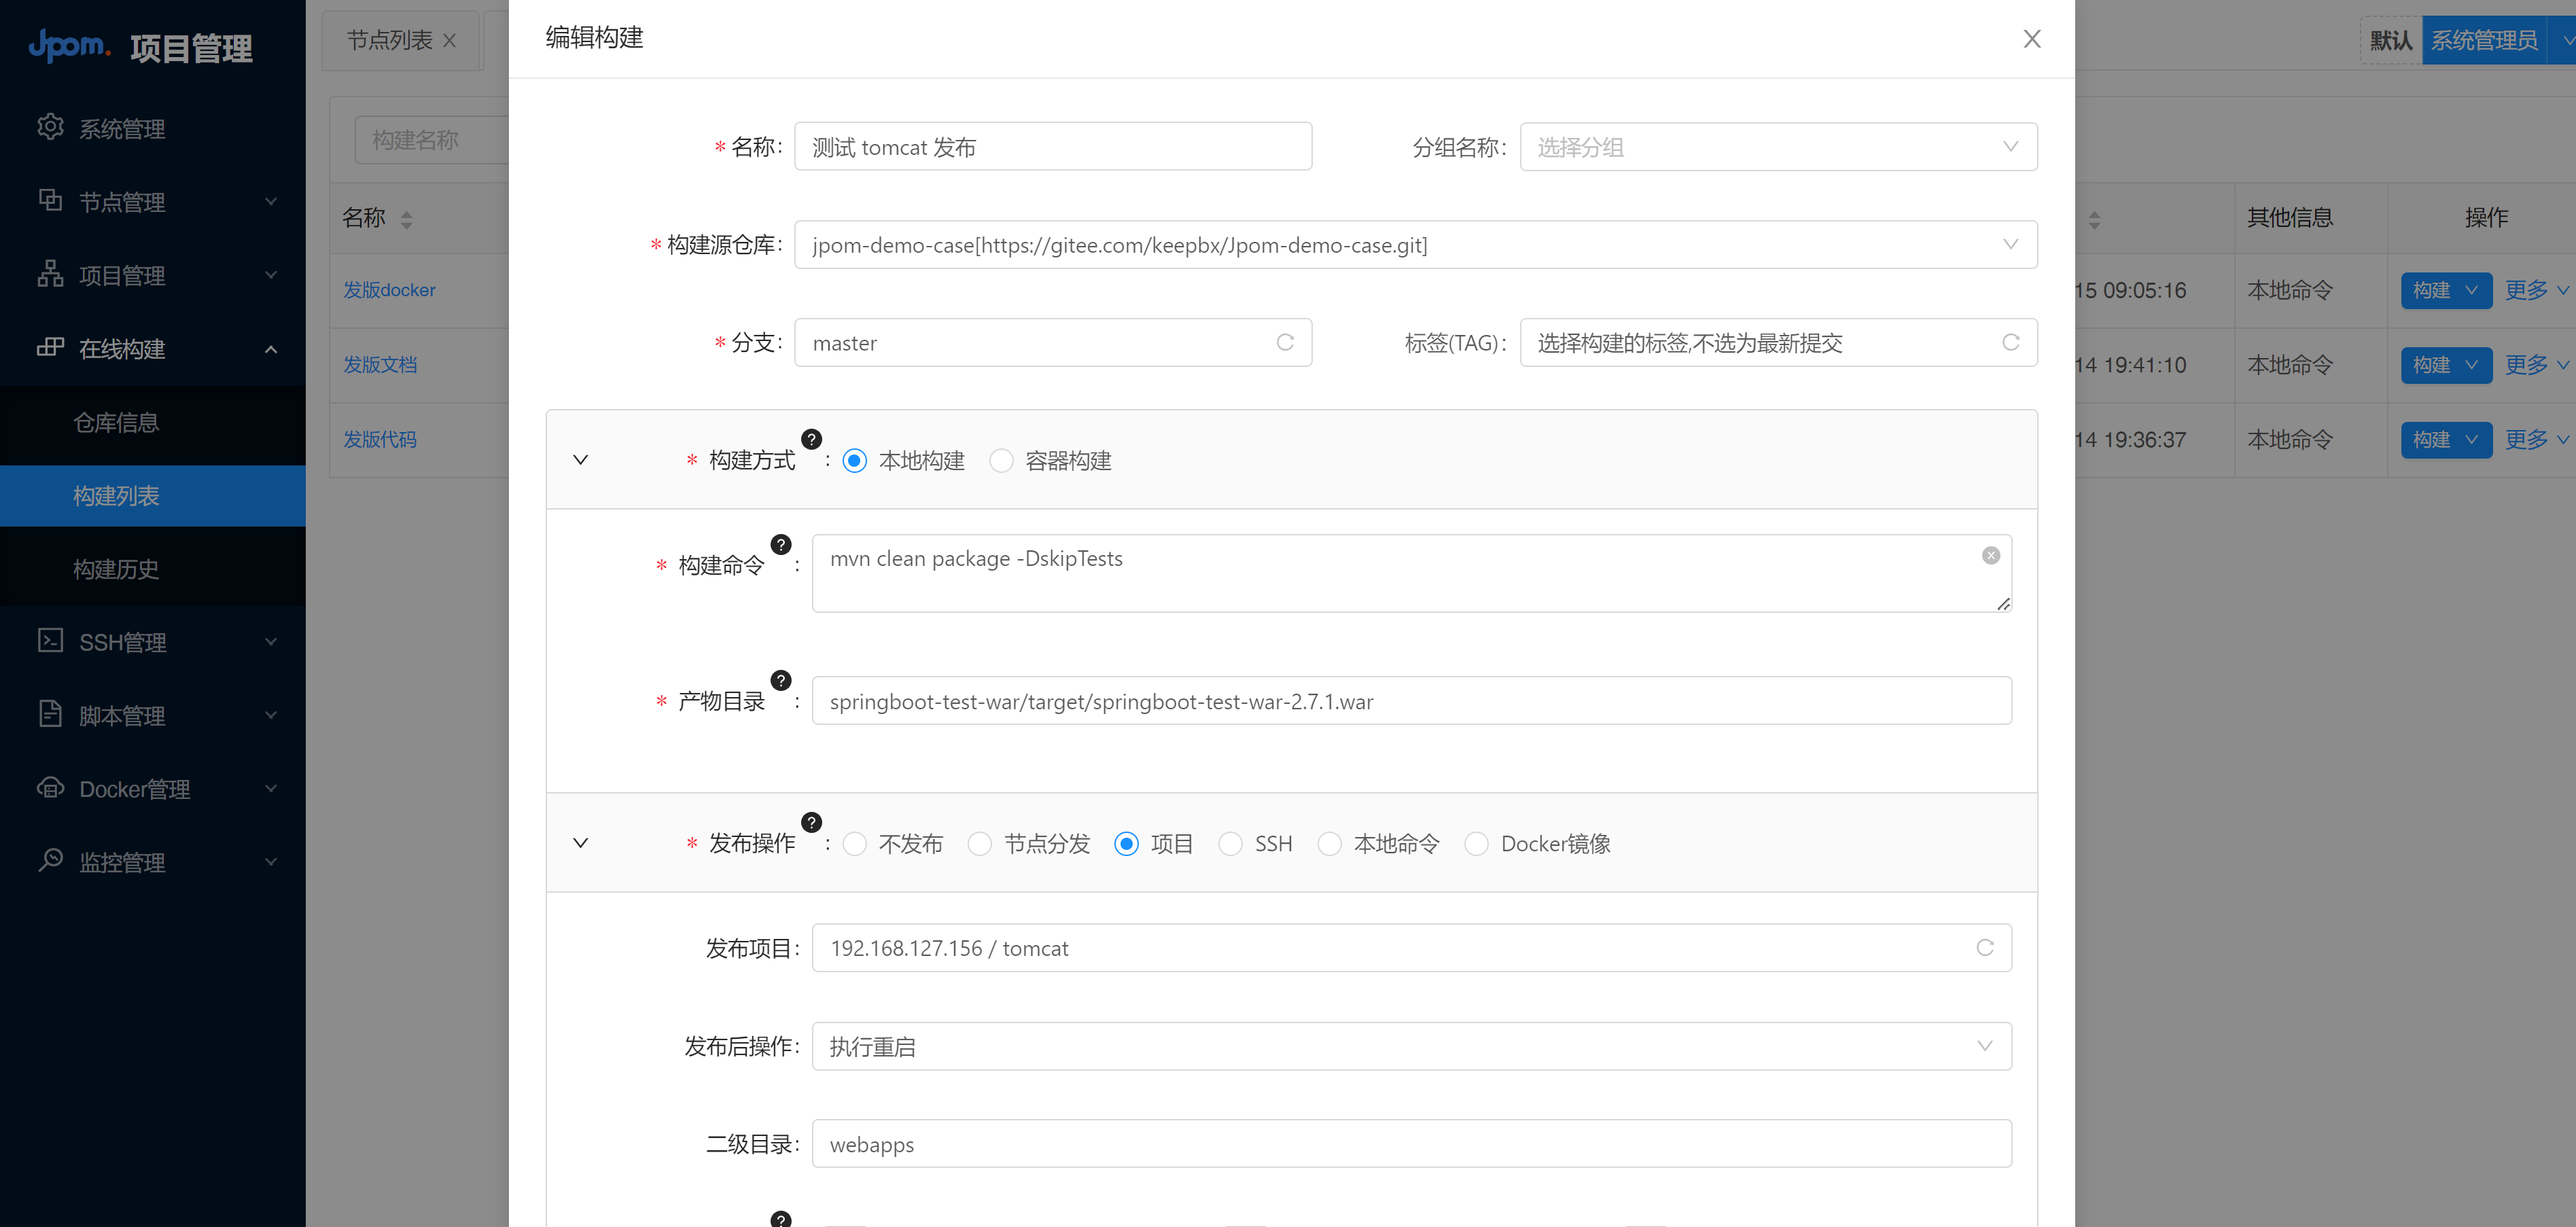 Jpom. 项目管理
系统管理
节点管理
项目管理
在线构建
仓库信息
构建列表
构建历史
SSH管理
脚本管理
Docker管理
监控管理
节点列表
默认 系统管理员
构建名称
名称 其他信息 操作
发版docker 15 09:05:16 本地命令 构建 更多
发版文档 14 19:41:10 本地命令 构建 更多
发版代码 14 19:36:37 本地命令 构建 更多
编辑构建
* 名称: 测试 tomcat 发布 分组名称: 选择分组
* 构建源仓库: jpom-demo-case[https://gitee.com/keepbx/Jpom-demo-case.git]
* 分支: master 标签(TAG): 选择构建的标签,不选为最新提交
* 构建方式 ? : 本地构建 容器构建
* 构建命令 ? : mvn clean package -DskipTests
* 产物目录 ? : springboot-test-war/target/springboot-test-war-2.7.1.war
* 发布操作 ? : 不发布 节点分发 项目 SSH 本地命令 Docker镜像
发布项目: 192.168.127.156 / tomcat
发布后操作: 执行重启
二级目录: webapps
?